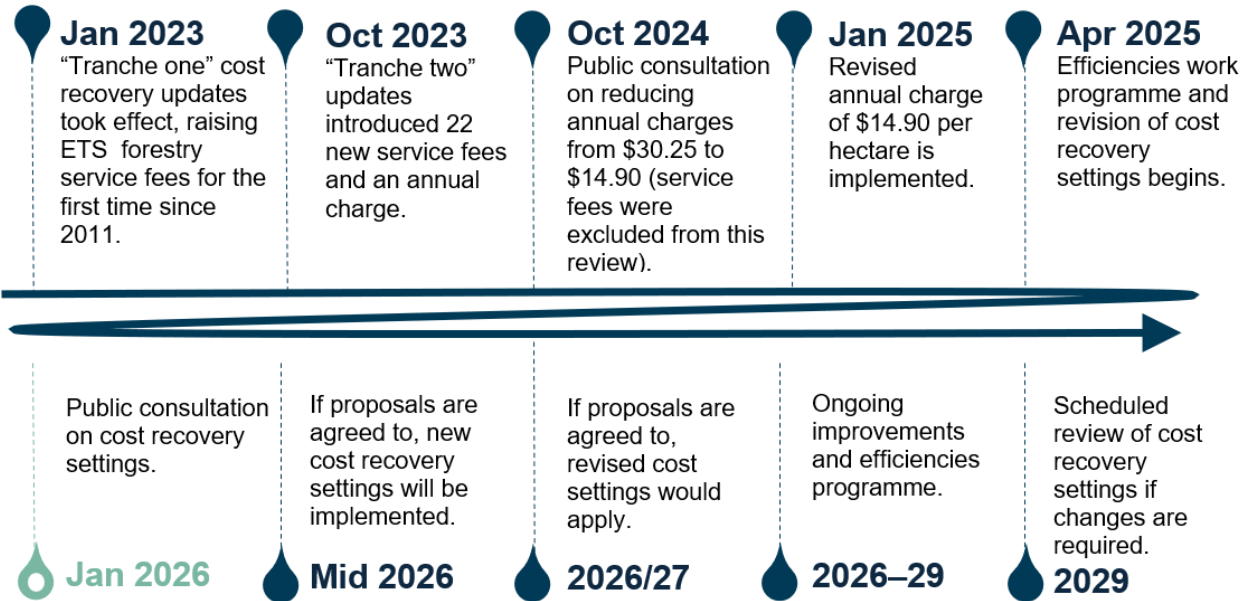 Jan 2023
“Tranche one” cost
recovery updates
took effect, raising
ETS forestry
service fees for the
first time since
2011.
Oct 2023
“Tranche two”
updates
introduced 22
new service fees
and an annual
charge.
Oct 2024
Public consultation
on reducing
annual charges
from $30.25 to
$14.90 (service
fees were
excluded from this
review).
Jan 2025
Revised
annual charge
of $14.90 per
hectare is
implemented.
Apr 2025
Efficiencies work
programme and
revision of cost
recovery
settings begins.
Public consultation
on cost recovery
settings.
Jan 2026
If proposals are
agreed to, new
cost recovery
settings will be
implemented.
Mid 2026
If proposals are
agreed to,
revised cost
settings would
apply.
2026/27
Ongoing
improvements
and efficiencies
programme.
2026–29
Scheduled
review of cost
recovery
settings if
changes are
required.
2029